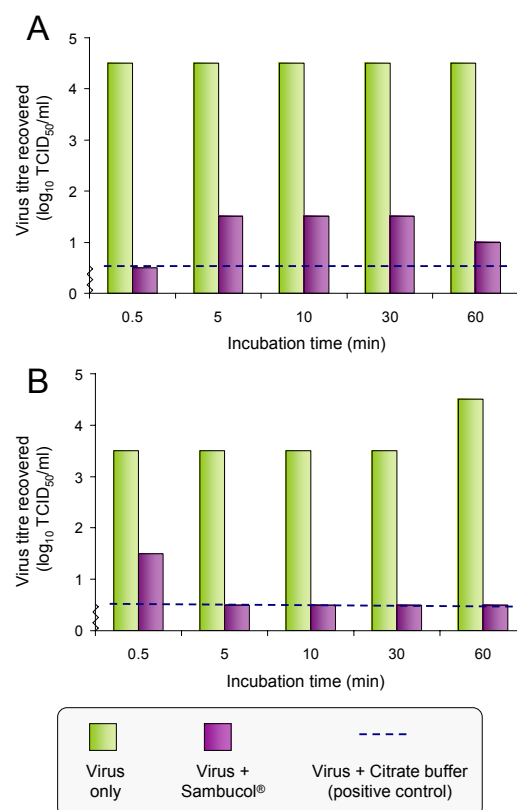 A
Virus titre recovered
(log₁₀ TCID₅₀/ml)
5
4
3
2
1
0
0.5 5 10 30 60
Incubation time (min)
B
Virus titre recovered
(log₁₀ TCID₅₀/ml)
5
4
3
2
1
0
0.5 5 10 30 60
Incubation time (min)
Virus only
Virus + Sambucol®
Virus + Citrate buffer
(positive control)